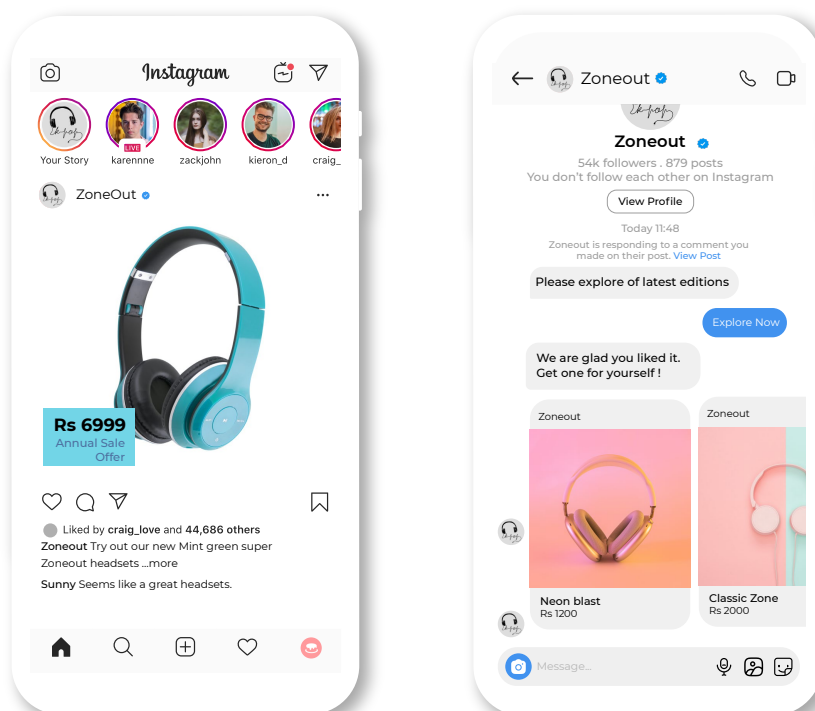 Instagram
LIVE
Your Story
karennne
zackjohn
kieron_d
craig_
ZoneOut
Rs 6999
Annual Sale
Offer
Liked by craig_love and 44,686 others
Zoneout Try out our new Mint green super
Zoneout headsets ...more
Sunny Seems like a great headsets.
Zoneout
Zoneout
54k followers . 879 posts
You don't follow each other on Instagram
View Profile
Today 11:48
Zoneout is responding to a comment you
made on their post. View Post
Please explore of latest editions
Explore Now
We are glad you liked it.
Get one for yourself !
Zoneout
Neon blast
Rs 1200
Zoneout
Classic Zone
Rs 2000
Message...